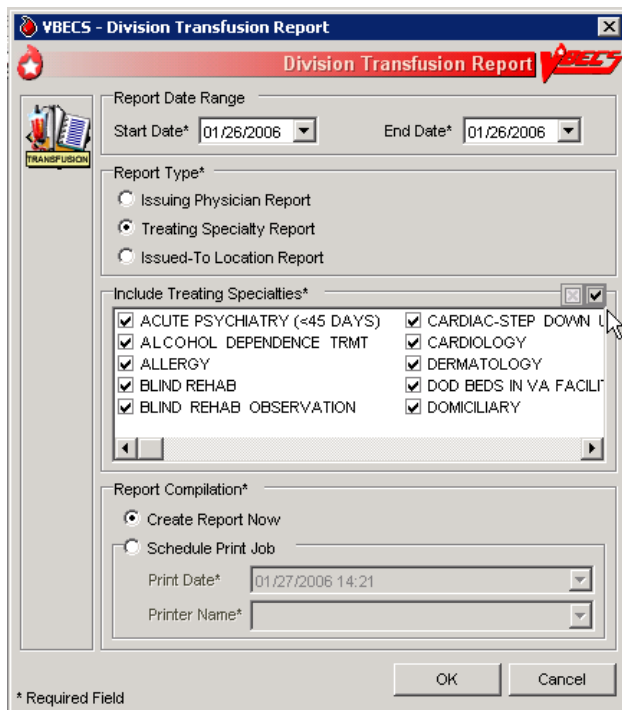 VBECS - Division Transfusion Report
Division Transfusion Report VBECS
TRANSFUSION
Report Date Range
Start Date* 01/26/2006 End Date* 01/26/2006
Report Type*
Issuing Physician Report
Treating Specialty Report
Issued-To Location Report
Include Treating Specialties*
ACUTE PSYCHIATRY (<45 DAYS) CARDIAC-STEP DOWN U
ALCOHOL DEPENDENCE TRMT CARDIOLOGY
ALLERGY DERMATOLOGY
BLIND REHAB DOD BEDS IN VA FACILIT
BLIND REHAB OBSERVATION DOMICILIARY
Report Compilation*
Create Report Now
Schedule Print Job
Print Date* 01/27/2006 14:21
Printer Name*
OK Cancel
* Required Field